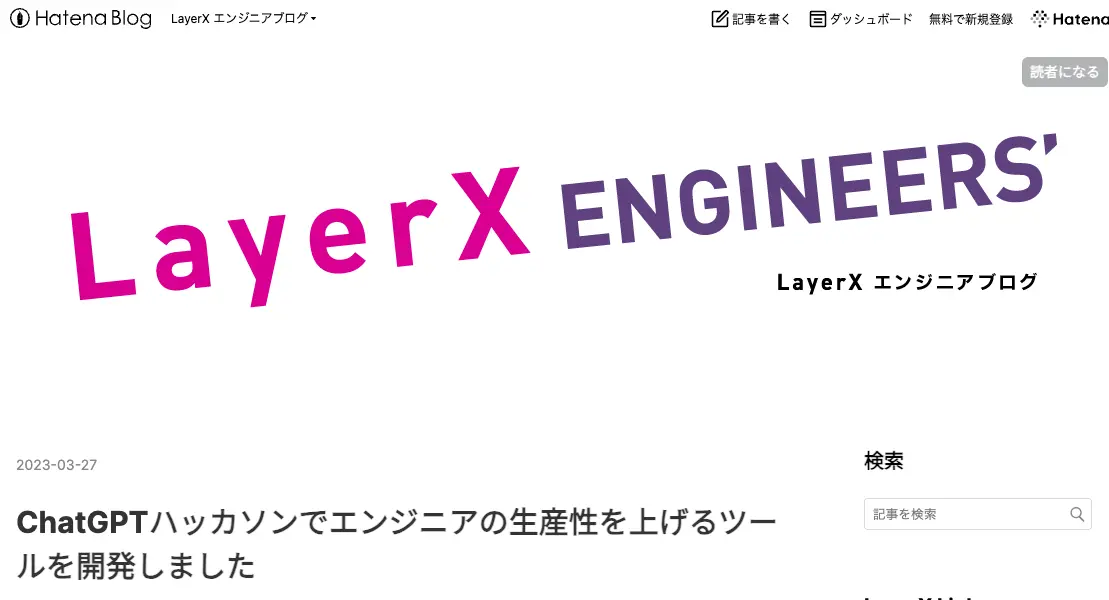 Hatena Blog LayerX エンジニアブログ 記事を書く ダッシュボード 無料で新規登録 Hatena
読者になる
LayerX ENGINEERS’
LayerX エンジニアブログ
2023-03-27
検索
記事を検索
ChatGPTハッカソンでエンジニアの生産性を上げるツー
ルを開発しました